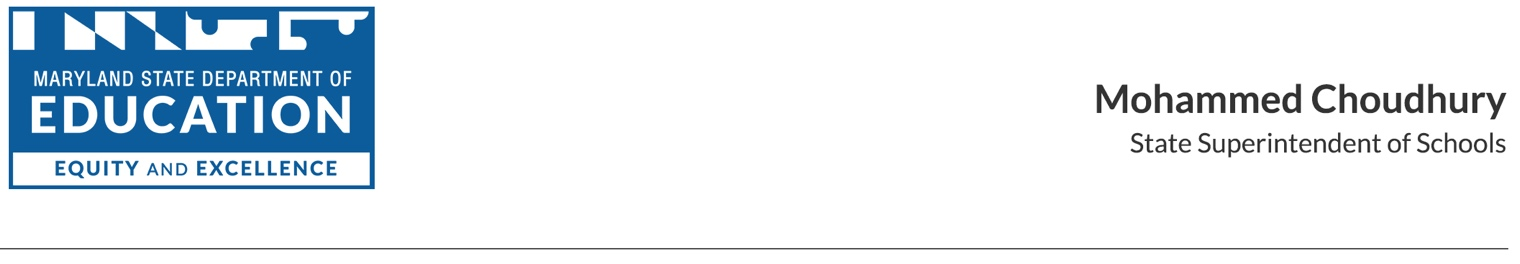 MARYLAND STATE DEPARTMENT OF
EDUCATION
EQUITY AND EXCELLENCE
Mohammed Choudhury
State Superintendent of Schools